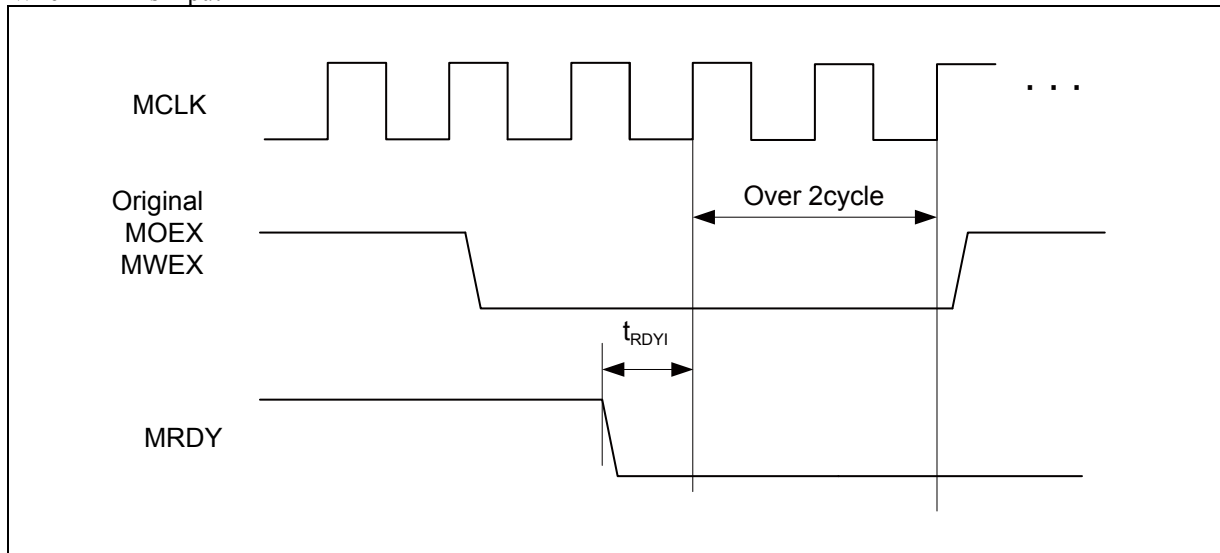 MCLK
. . .
Original
MOEX
MWEX
Over 2cycle
tRDYI
MRDY